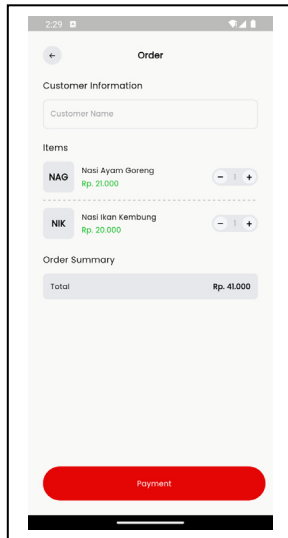 2:29
Order
Customer Information
Customer Name
Items
NAG
Nasi Ayam Goreng
Rp. 21.000
- 1 +
NIK
Nasi Ikan Kembung
Rp. 20.000
- 1 +
Order Summary
Total Rp. 41.000
Payment